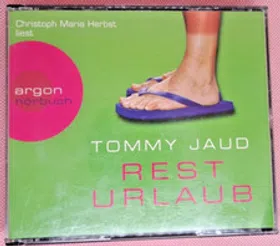 Christoph Maria Herbst
liest
argon
hörbuch
TOMMY JAUD
REST
URLAUB